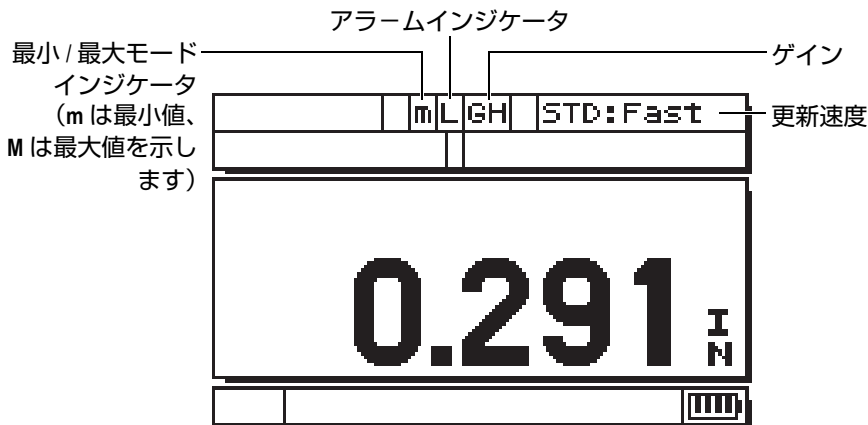 アラームインジケータ
最小 / 最大モード
インジケータ
（m は最小値、
M は最大値を示し
ます）
ゲイン
m L GH STD:Fast
更新速度
0.291 IN